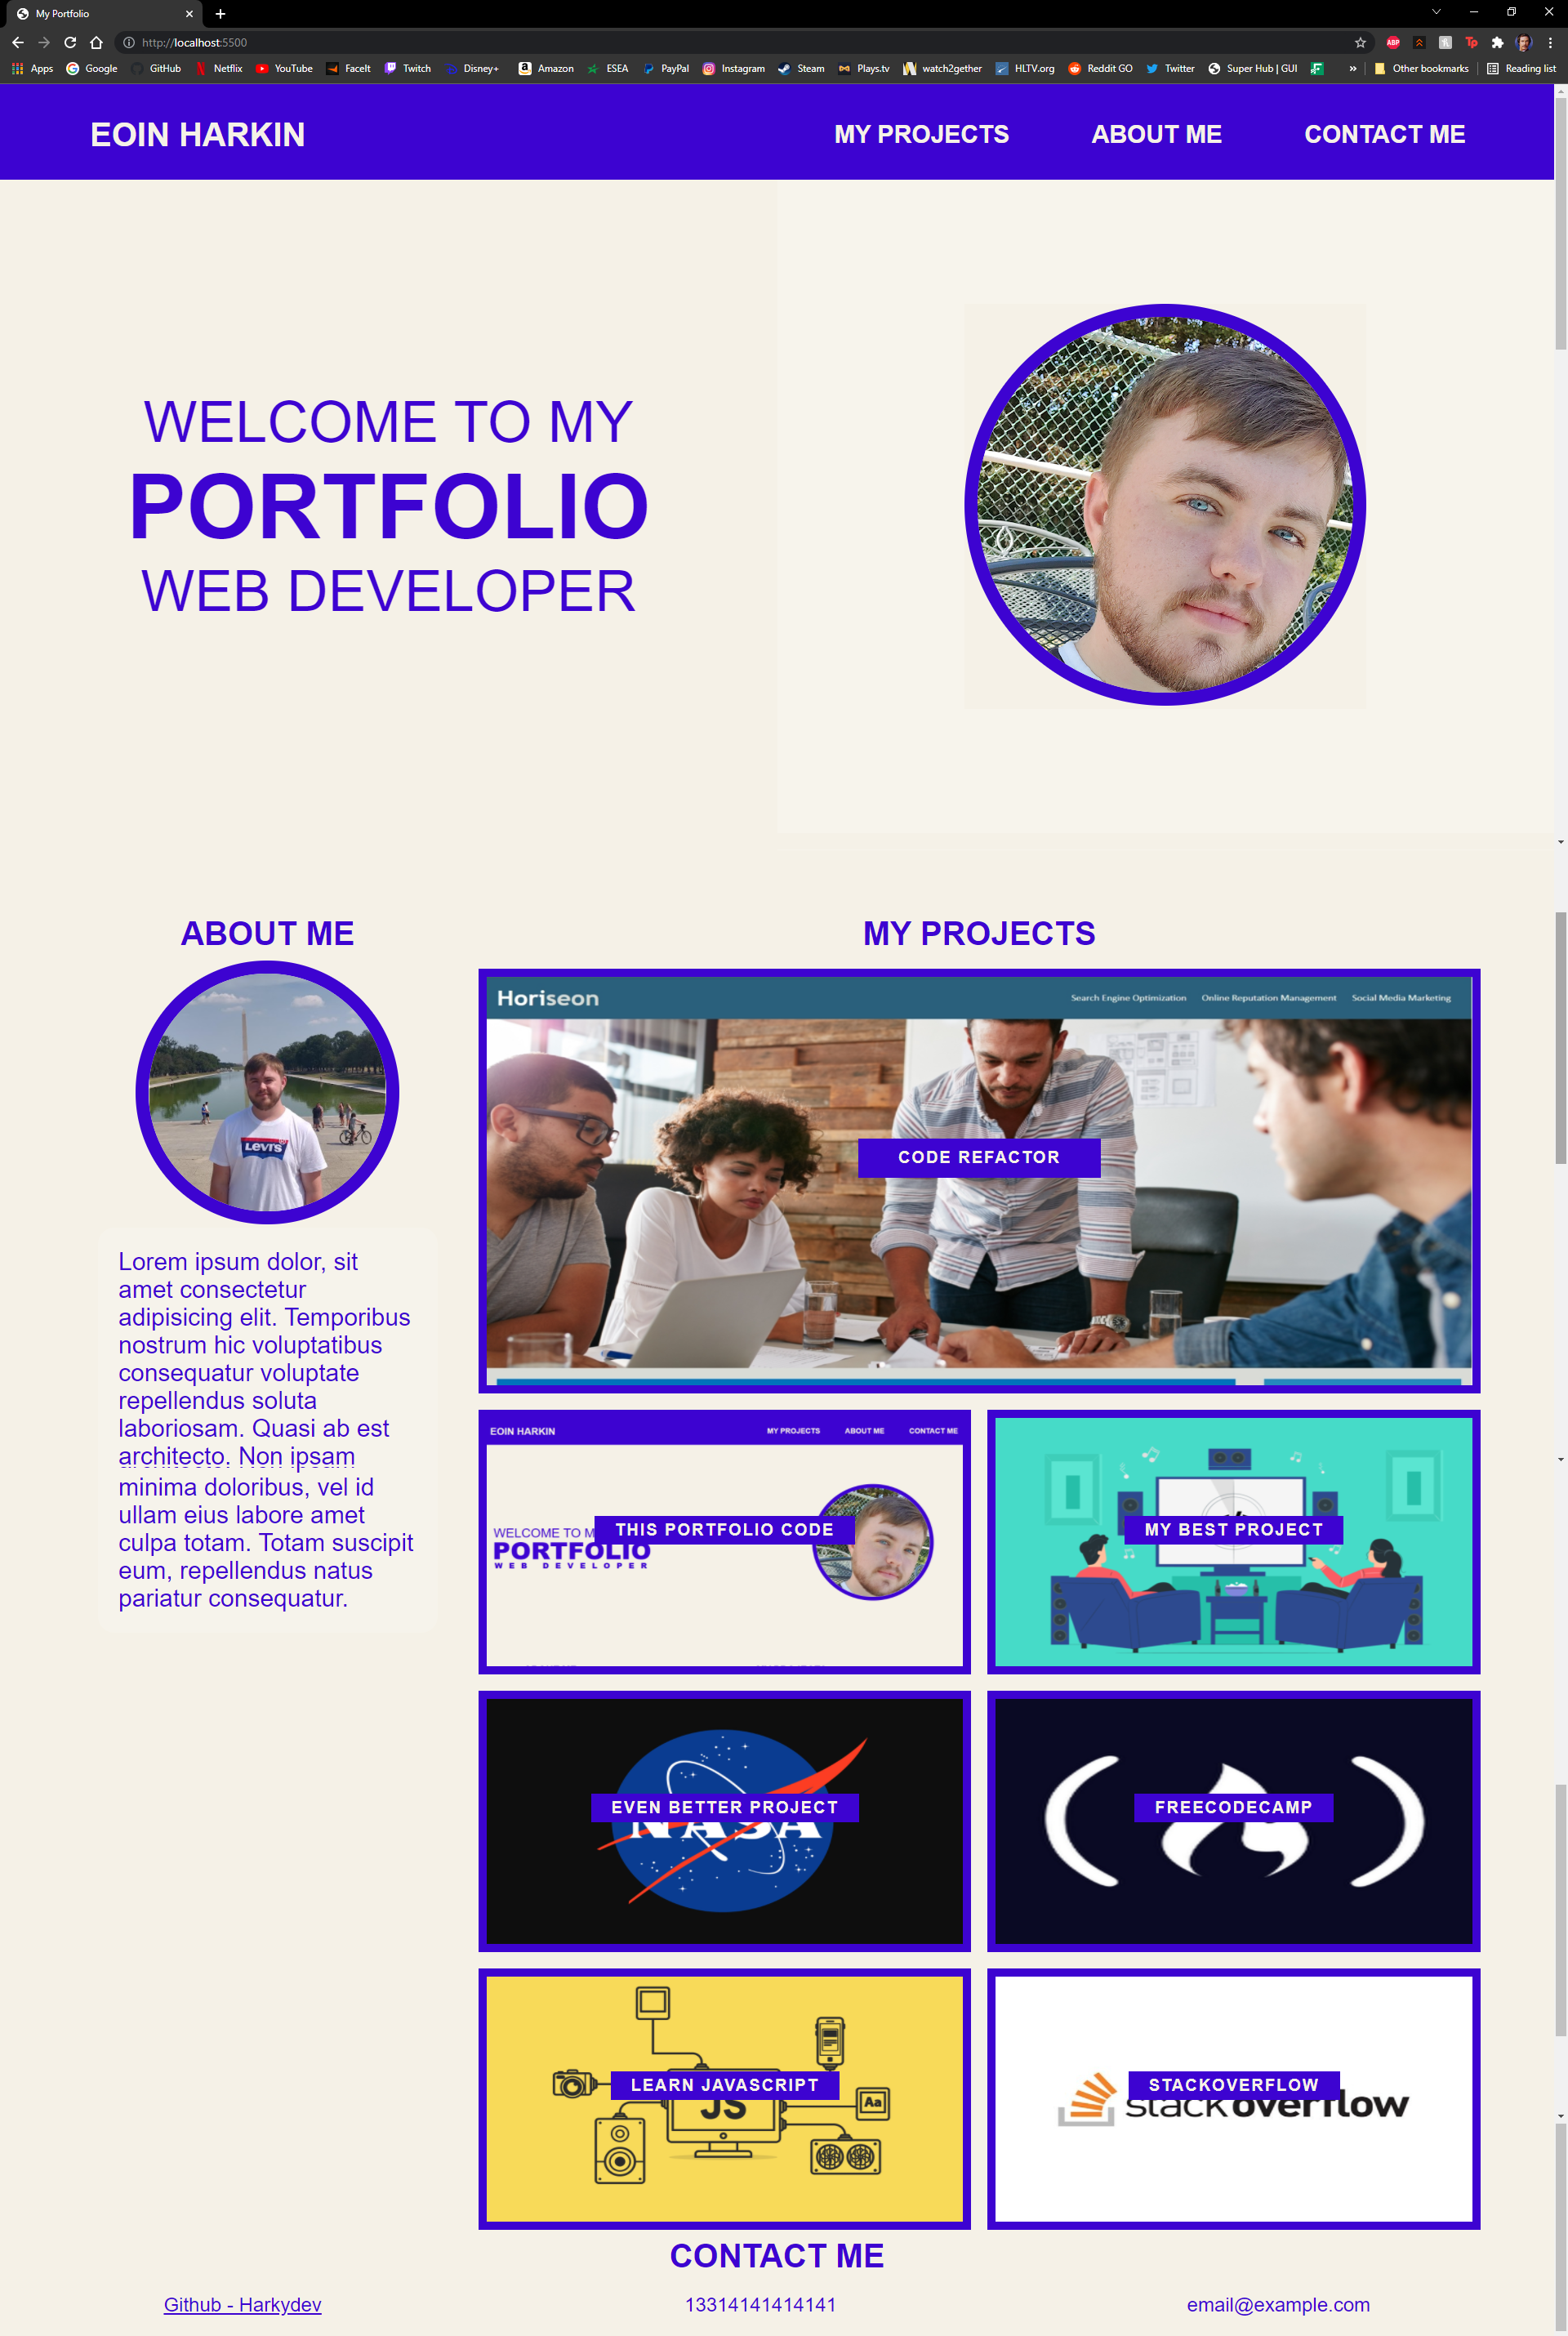 My Portfolio
http://localhost:5500
ABP
Tp
Apps Google GitHub Netflix YouTube FaceIt Twitch Disney+ Amazon ESEA PayPal Instagram Steam Plays.tv watch2gether HLTV.org Reddit GO Twitter Super Hub | GUI » Other bookmarks Reading list
EOIN HARKIN
MY PROJECTS ABOUT ME CONTACT ME
WELCOME TO MY
PORTFOLIO
WEB DEVELOPER
ABOUT ME
LEVI'S
Lorem ipsum dolor, sit
amet consectetur
adipisicing elit. Temporibus
nostrum hic voluptatibus
consequatur voluptate
repellendus soluta
laboriosam. Quasi ab est
architecto. Non ipsam
minima doloribus, vel id
ullam eius labore amet
culpa totam. Totam suscipit
eum, repellendus natus
pariatur consequatur.
MY PROJECTS
Horiseon
Search Engine Optimization Online Reputation Management Social Media Marketing
CODE REFACTOR
EOIN HARKIN
MY PROJECTS ABOUT ME CONTACT ME
WELCOME TO M
THIS PORTFOLIO CODE
PORTFOLIO
WEB DEVELOPER
MY BEST PROJECT
EVEN BETTER PROJECT
NASA
FREECODECAMP
LEARN JAVASCRIPT
JS
Aa
STACKOVERFLOW
stackoverflow
CONTACT ME
Github - Harkydev
13314141414141
email@example.com